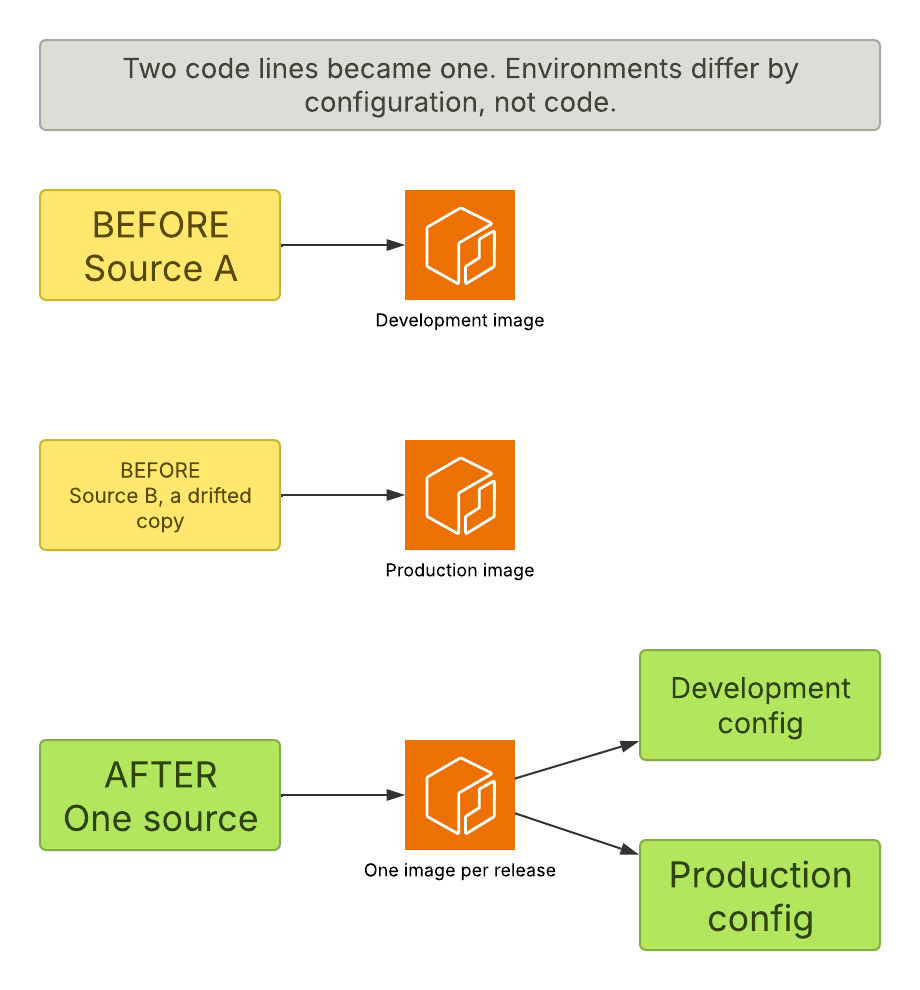 Two code lines became one. Environments differ by
configuration, not code.
BEFORE
Source A
Development image
BEFORE
Source B, a drifted
copy
Production image
AFTER
One source
One image per release
Development
config
Production
config